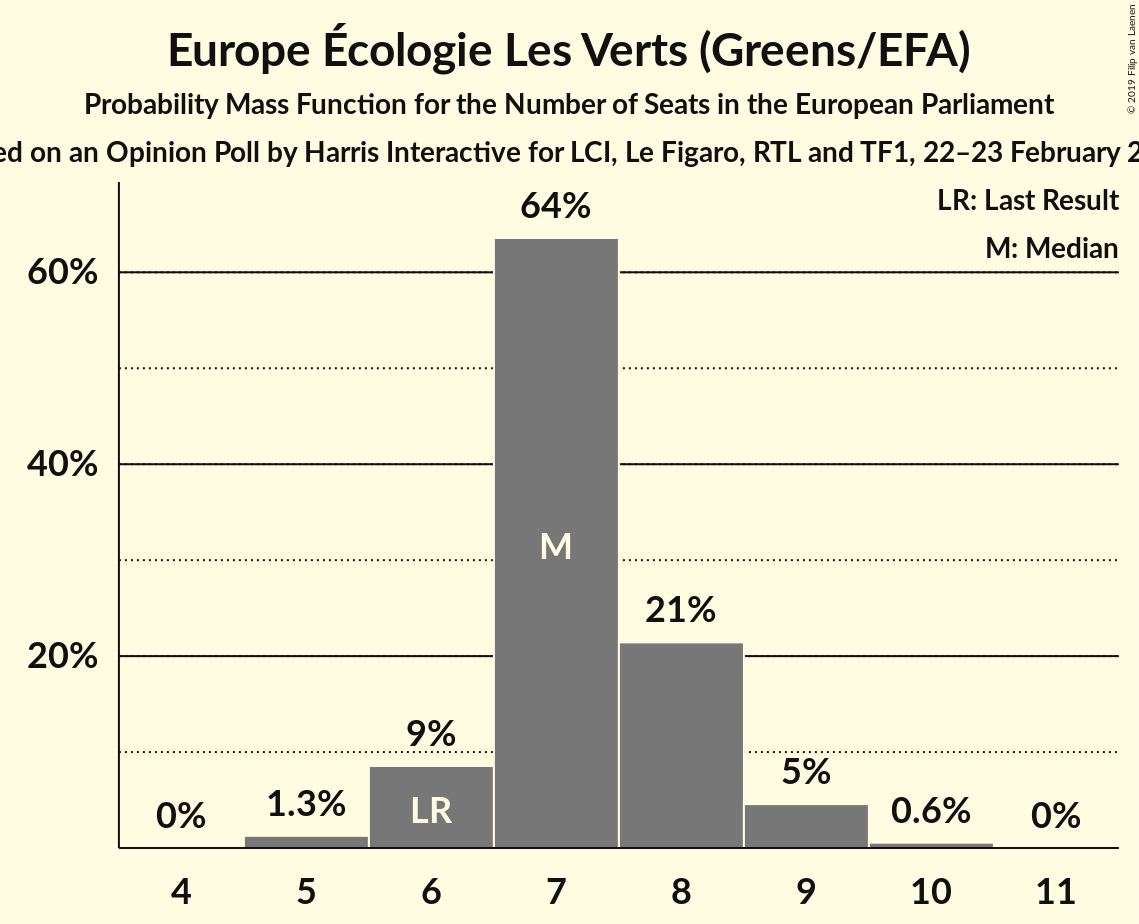 Europe Écologie Les Verts (Greens/EFA)
Probability Mass Function for the Number of Seats in the European Parliament
on an Opinion Poll by Harris Interactive for LCI, Le Figaro, RTL and TF1, 22–23 February
© 2019 Filip van Laenen
LR: Last Result
M: Median
64%
60%
40%
M
21%
20%
9%
5%
0%
1.3%
LR
0.6%
0%
4 5 6 7 8 9 10 11